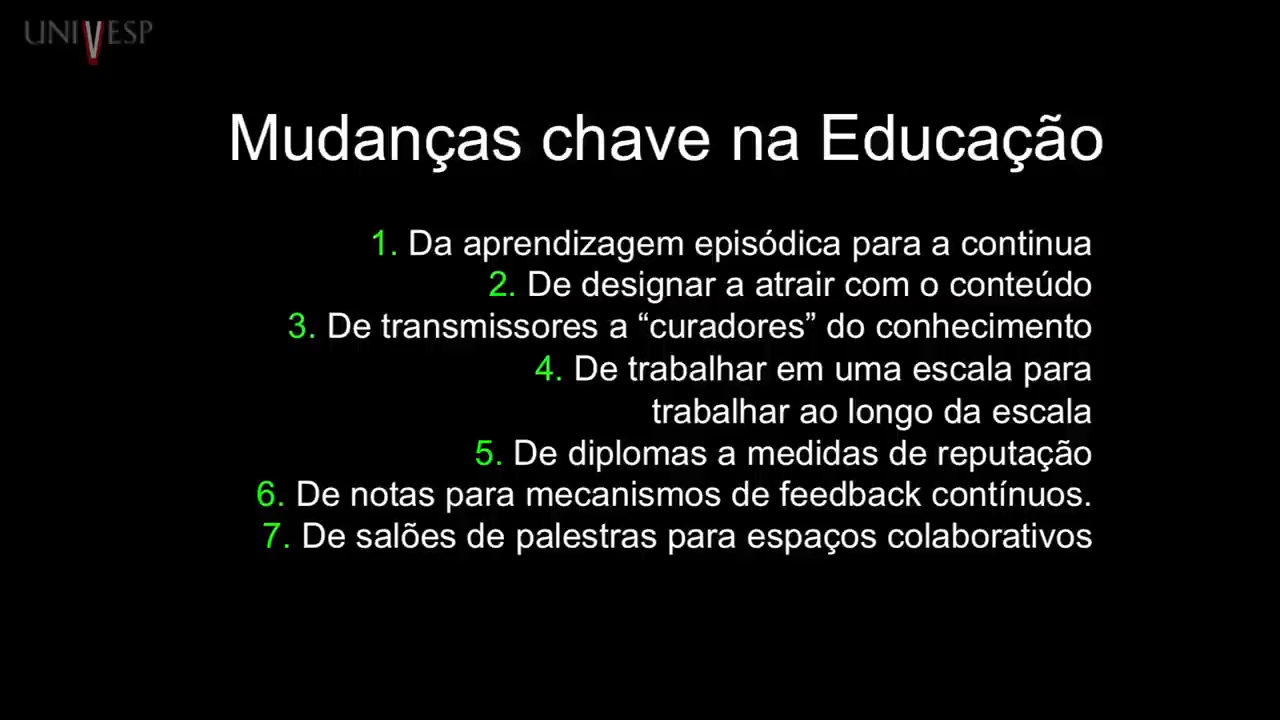 UNIVESP
Mudanças chave na Educação
1. Da aprendizagem episódica para a continua
2. De designar a atrair com o conteúdo
3. De transmissores a “curadores” do conhecimento
4. De trabalhar em uma escala para
trabalhar ao longo da escala
5. De diplomas a medidas de reputação
6. De notas para mecanismos de feedback contínuos.
7. De salões de palestras para espaços colaborativos